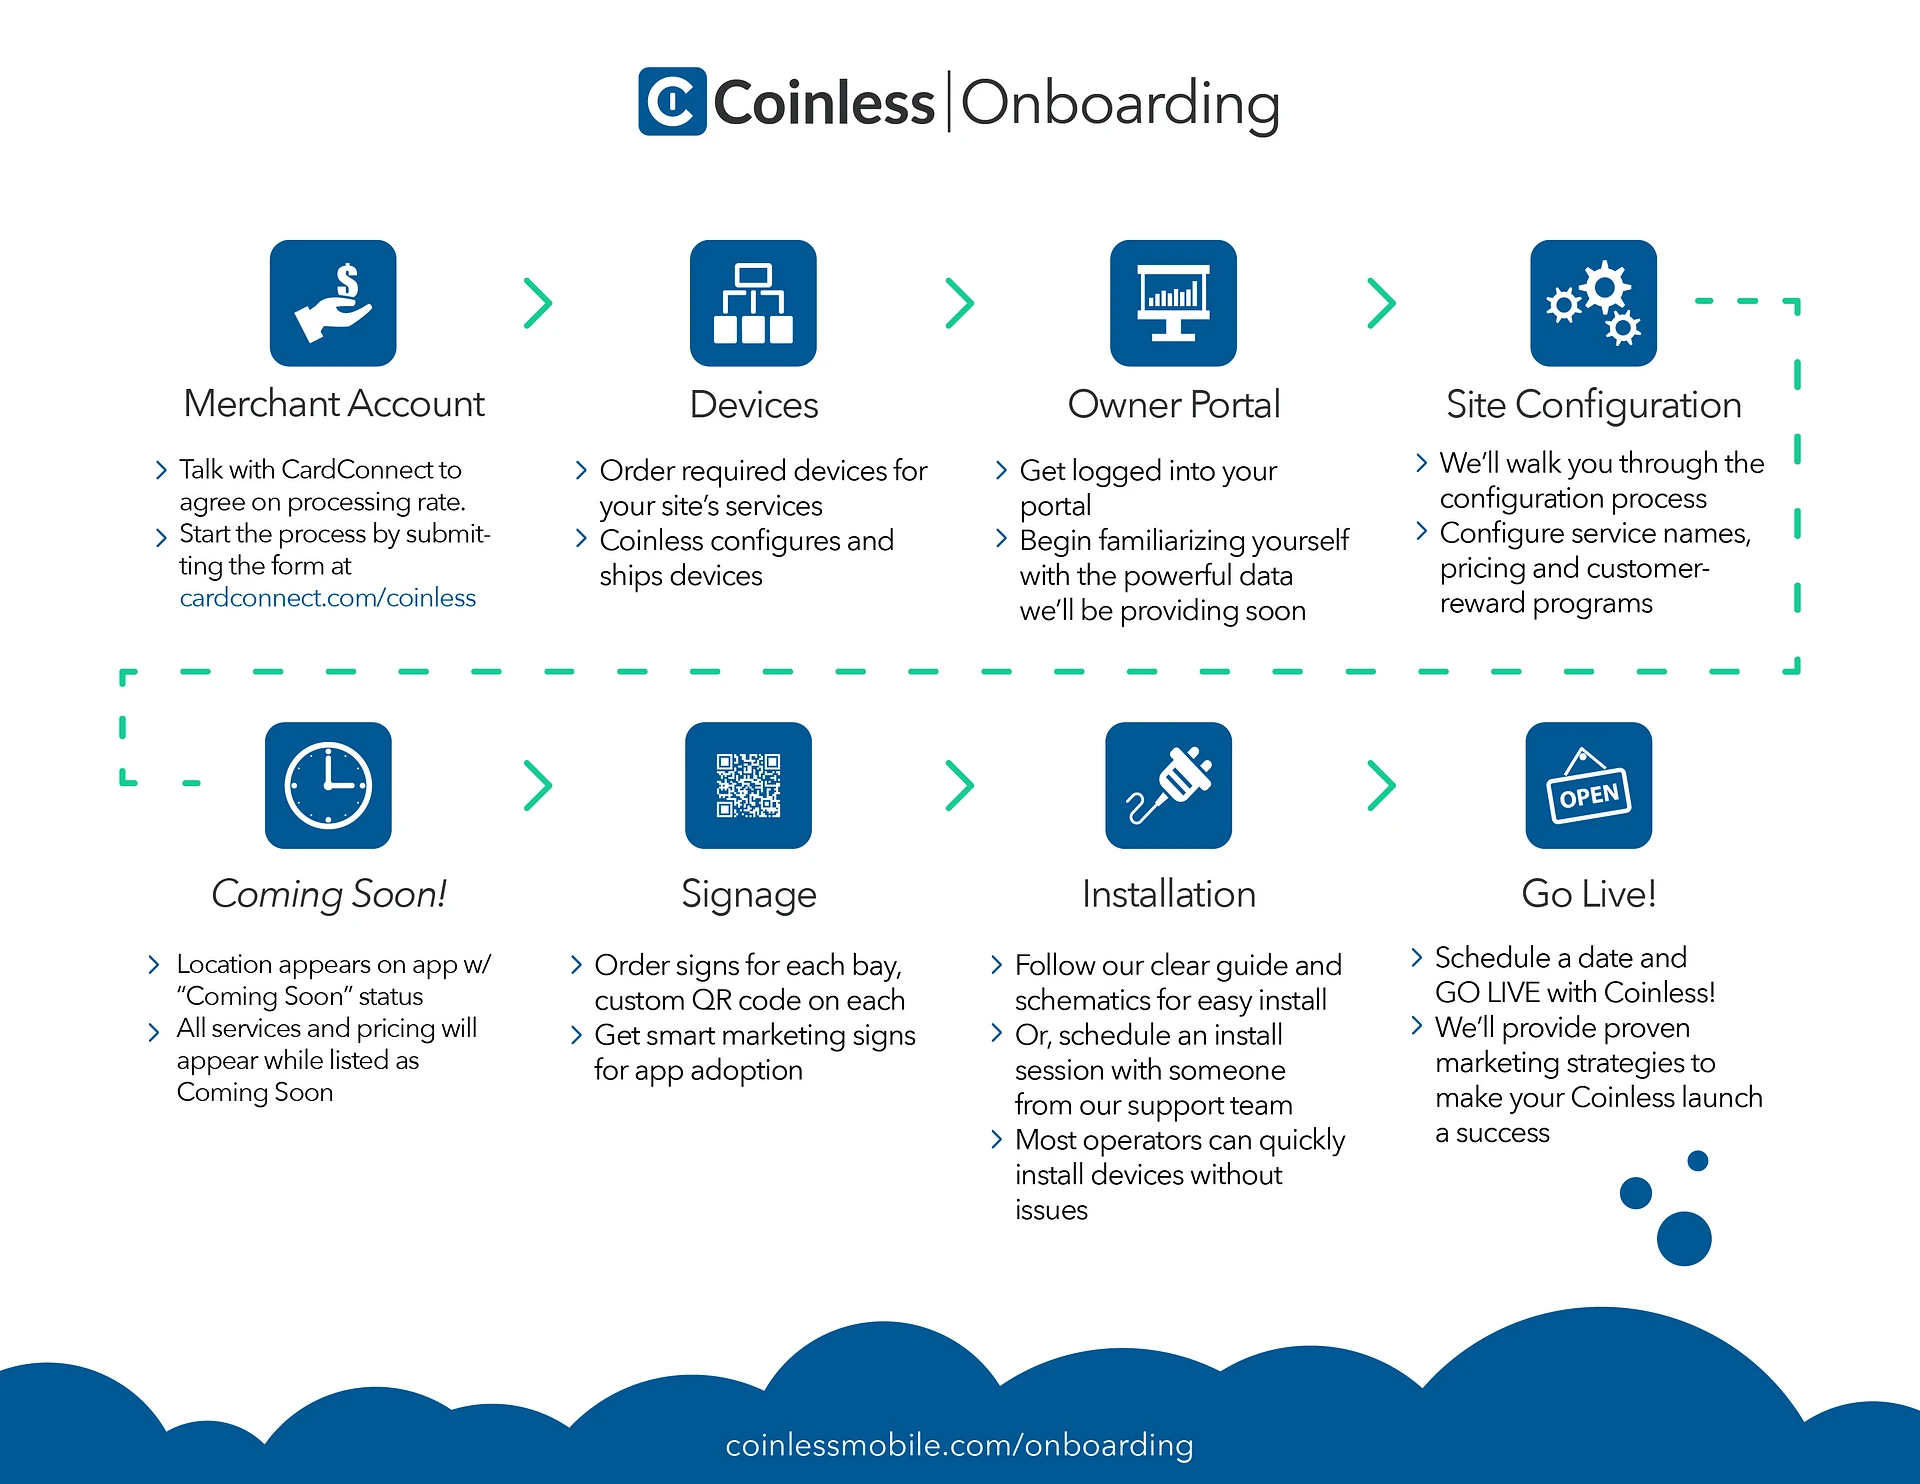 Coinless | Onboarding
Merchant Account
Talk with CardConnect to
agree on processing rate.
Start the process by submit-
ting the form at
cardconnect.com/coinless
Devices
Order required devices for
your site's services
Coinless configures and
ships devices
Owner Portal
Get logged into your
portal
Begin familiarizing yourself
with the powerful data
we'll be providing soon
Site Configuration
We'll walk you through the
configuration process
Configure service names,
pricing and customer-
reward programs
Coming Soon!
Location appears on app w/
"Coming Soon" status
All services and pricing will
appear while listed as
Coming Soon
Signage
Order signs for each bay,
custom QR code on each
Get smart marketing signs
for app adoption
Installation
Follow our clear guide and
schematics for easy install
Or, schedule an install
session with someone
from our support team
Most operators can quickly
install devices without
issues
OPEN
Go Live!
Schedule a date and
GO LIVE with Coinless!
We'll provide proven
marketing strategies to
make your Coinless launch
a success
coinlessmobile.com/onboarding